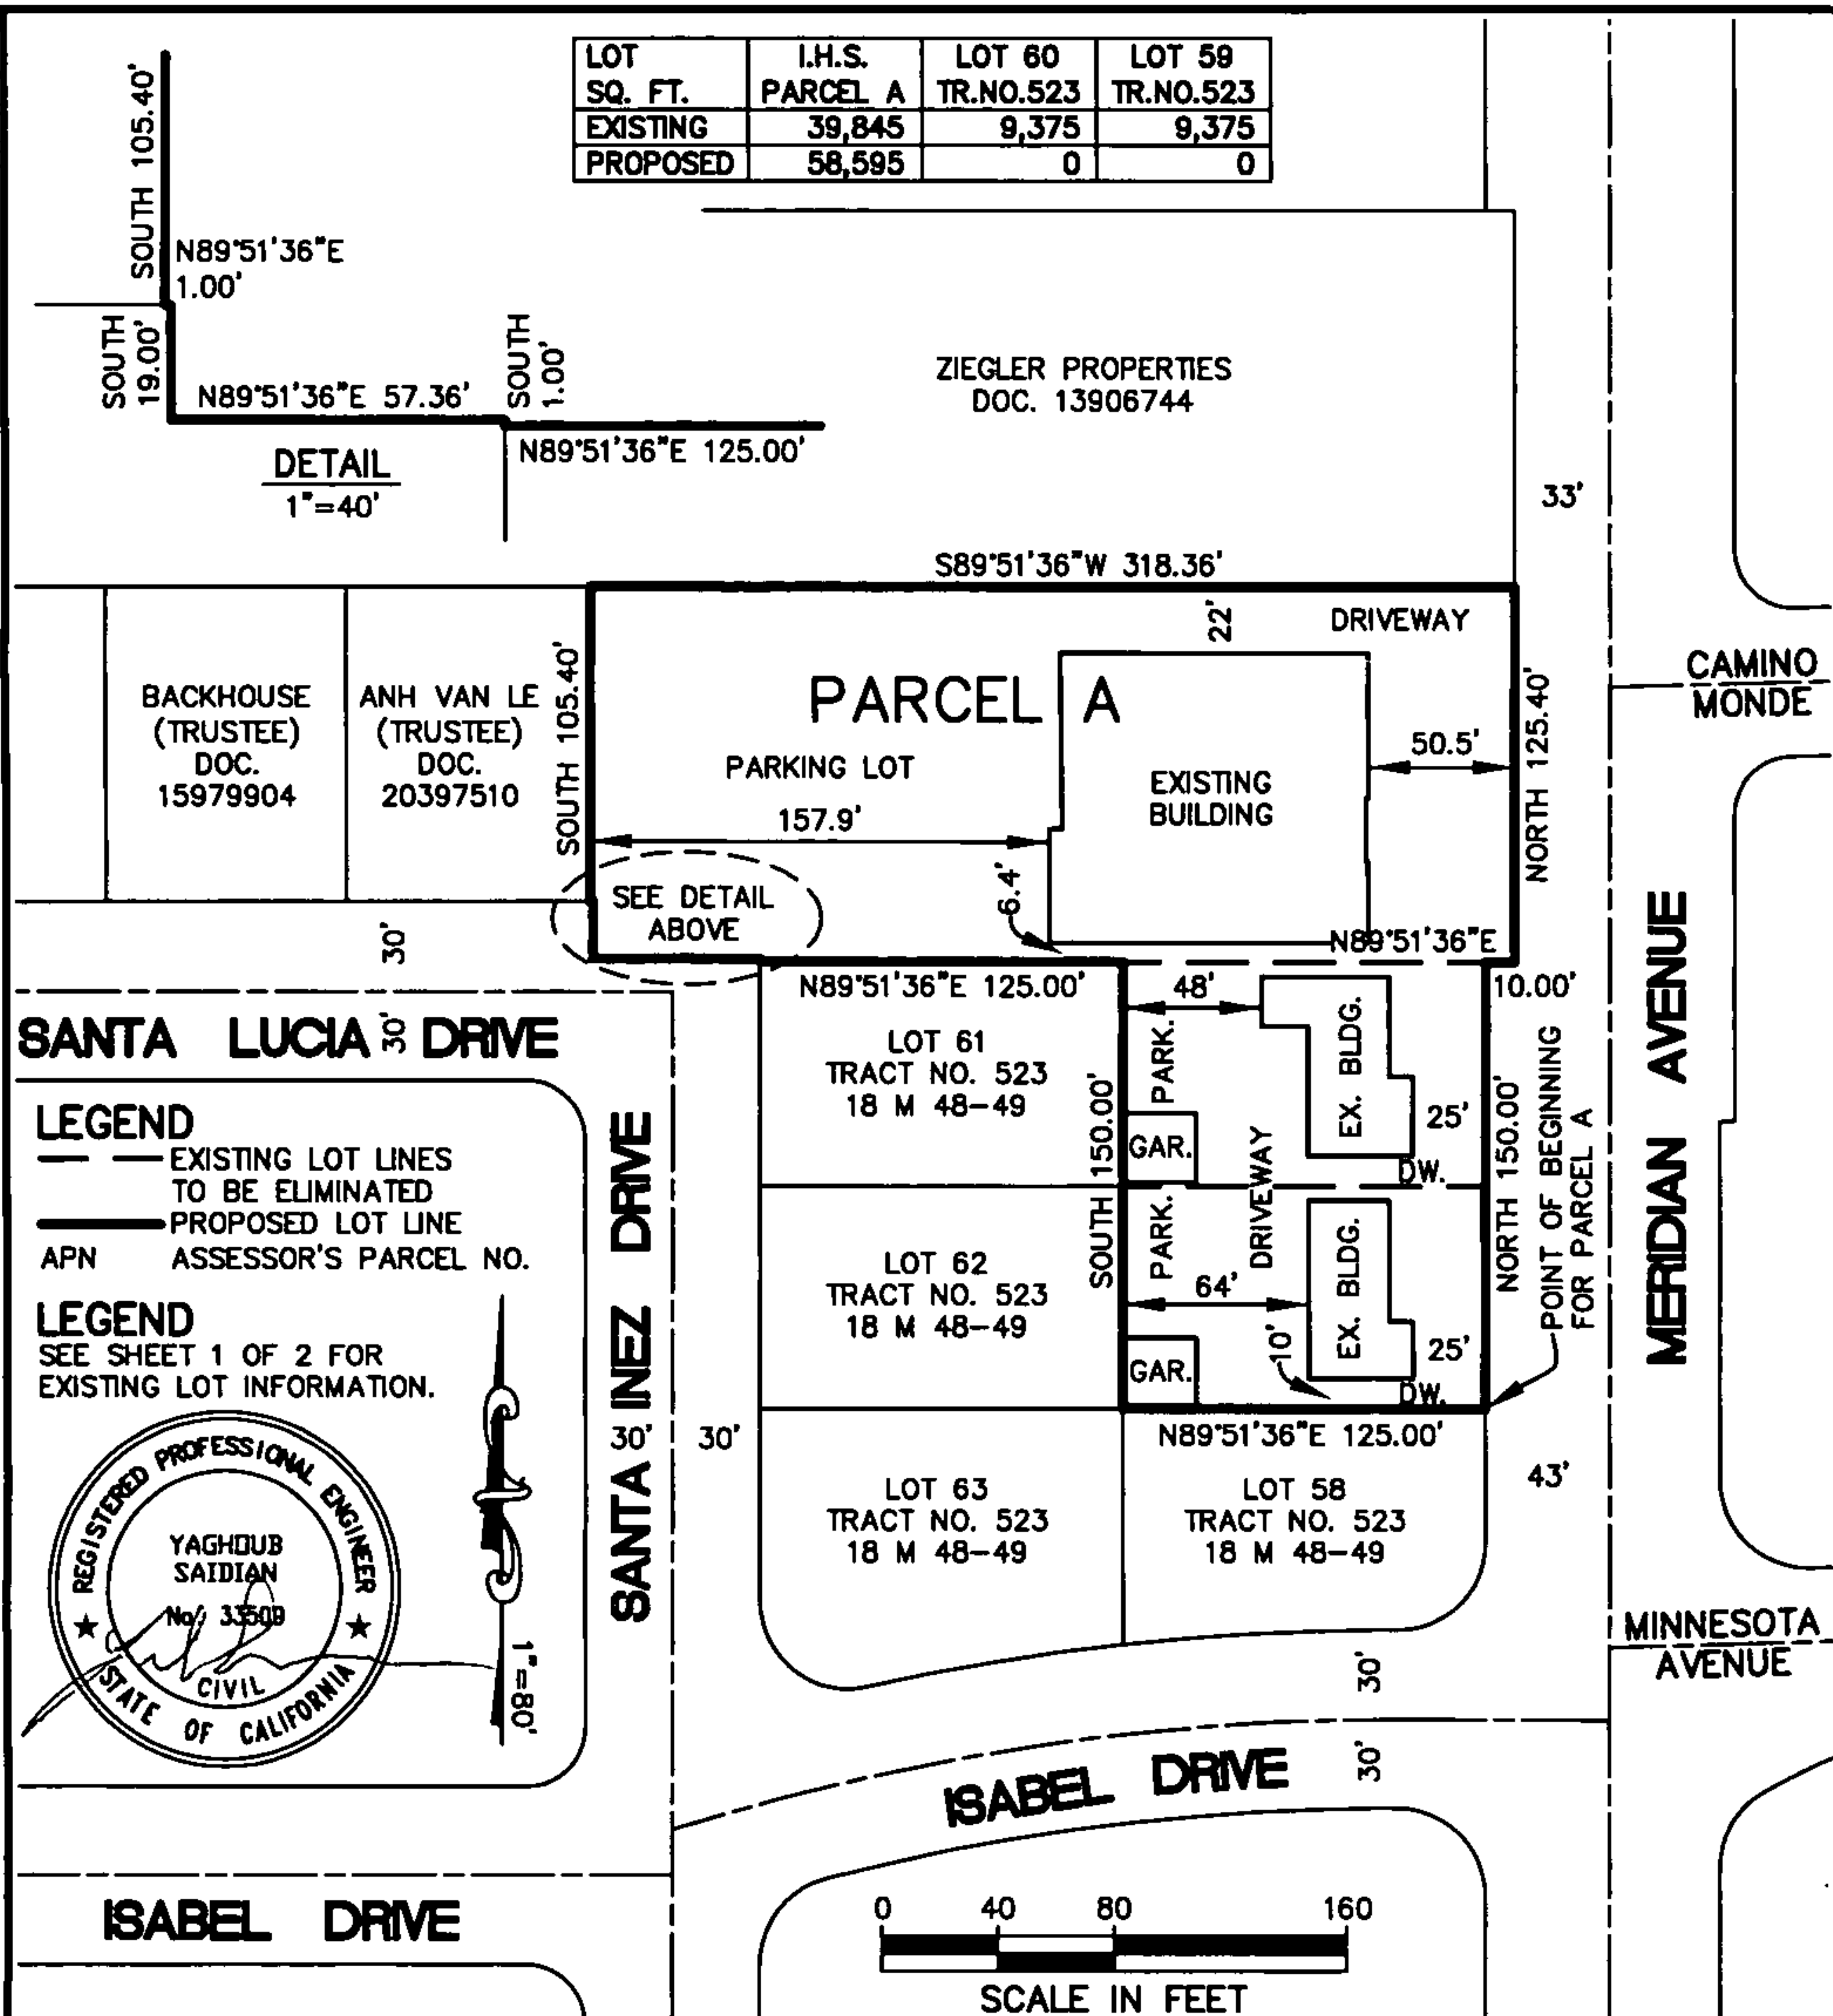 LOT SQ. FT. I.H.S. PARCEL A LOT 60 TR.NO.523 LOT 59 TR.NO.523
EXISTING 39,845 9,375 9,375
PROPOSED 58,595 0 0
SOUTH 105.40'
N89°51'36"E
1.00'
SOUTH
19.00'
N89°51'36"E 57.36'
SOUTH
1.00'
N89°51'36"E 125.00'
DETAIL
1"=40'
ZIEGLER PROPERTIES
DOC. 13906744
33'
S89°51'36"W 318.36'
22'
DRIVEWAY
CAMINO
MONDE
BACKHOUSE
(TRUSTEE)
DOC.
15979904
ANH VAN LE
(TRUSTEE)
DOC.
20397510
SOUTH 105.40'
PARCEL A
PARKING LOT
157.9'
EXISTING
BUILDING
50.5'
NORTH 125.40'
SEE DETAIL
ABOVE
6.4'
N89°51'36"E
10.00'
30'
SANTA LUCIA DRIVE
30'
N89°51'36"E 125.00'
48'
LOT 61
TRACT NO. 523
18 M 48-49
PARK.
EX. BLDG.
25'
GAR.
DRIVEWAY
DW.
SOUTH 150.00'
NORTH 150.00'
POINT OF BEGINNING
FOR PARCEL A
MERIDIAN AVENUE
LOT 62
TRACT NO. 523
18 M 48-49
PARK.
64'
EX. BLDG.
25'
GAR.
10'
DW.
N89°51'36"E 125.00'
LEGEND
EXISTING LOT LINES
TO BE ELIMINATED
PROPOSED LOT LINE
APN ASSESSOR'S PARCEL NO.
LEGEND
SEE SHEET 1 OF 2 FOR
EXISTING LOT INFORMATION.
SANTA INEZ DRIVE
30' 30'
43'
LOT 63
TRACT NO. 523
18 M 48-49
LOT 58
TRACT NO. 523
18 M 48-49
REGISTERED PROFESSIONAL ENGINEER
YAGHOUB
SAIDIAN
No.
CIVIL
STATE OF CALIFORNIA
1"=80'
MINNESOTA
AVENUE
30'
30'
ISABEL DRIVE
ISABEL DRIVE
0 40 80 160
SCALE IN FEET